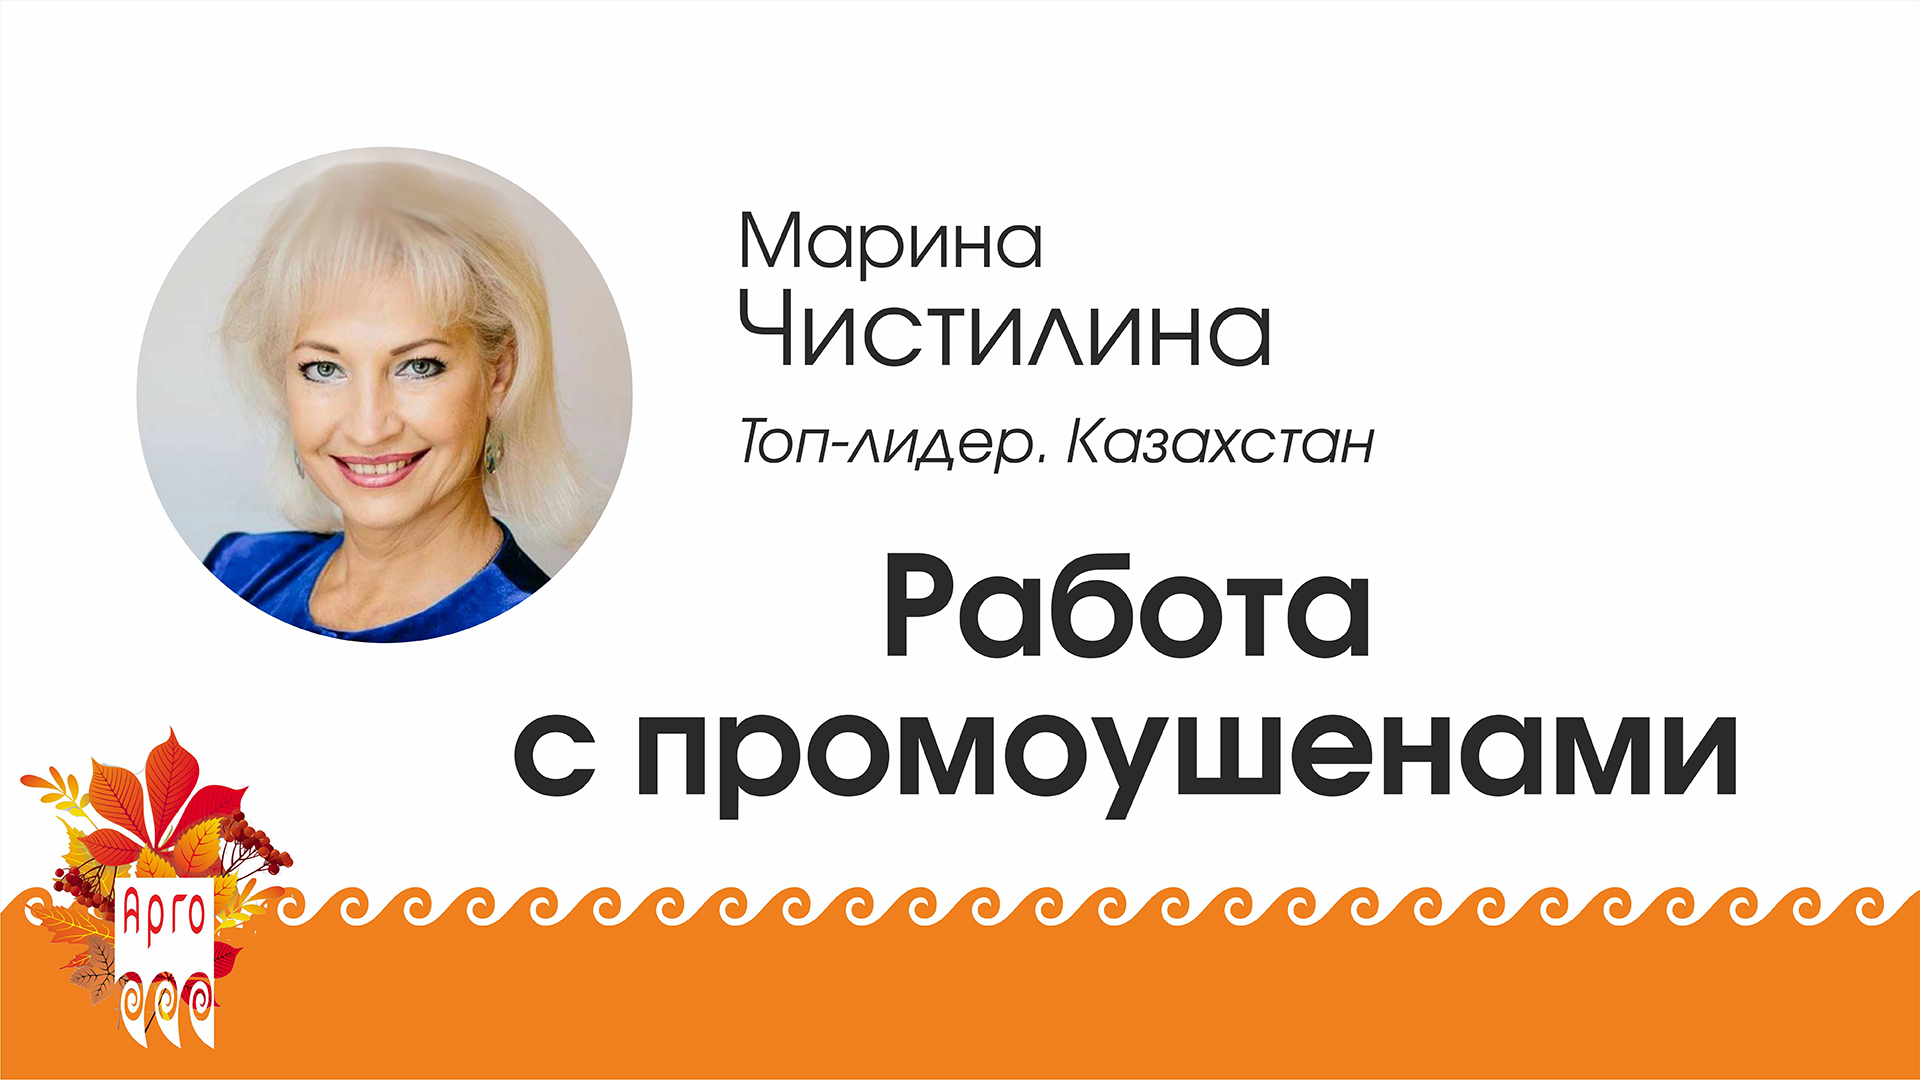 Марина
Чистилина
Топ-лидер. Казахстан
Работа
с промоушенами
Арго